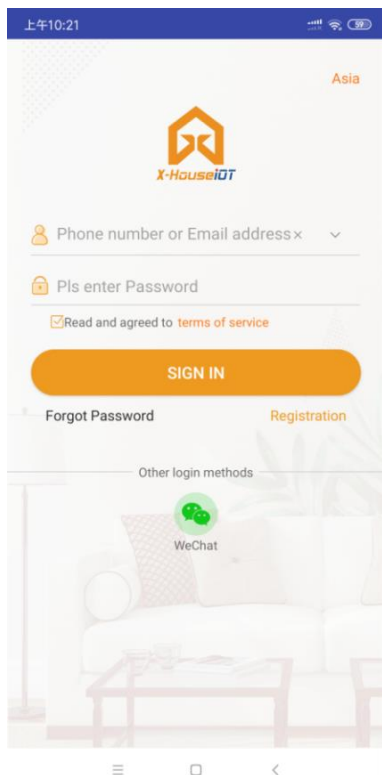 上午10:21
59
Asia
X-HouseiOT
Phone number or Email address×
Pls enter Password
Read and agreed to terms of service
SIGN IN
Forgot Password Registration
Other login methods
WeChat